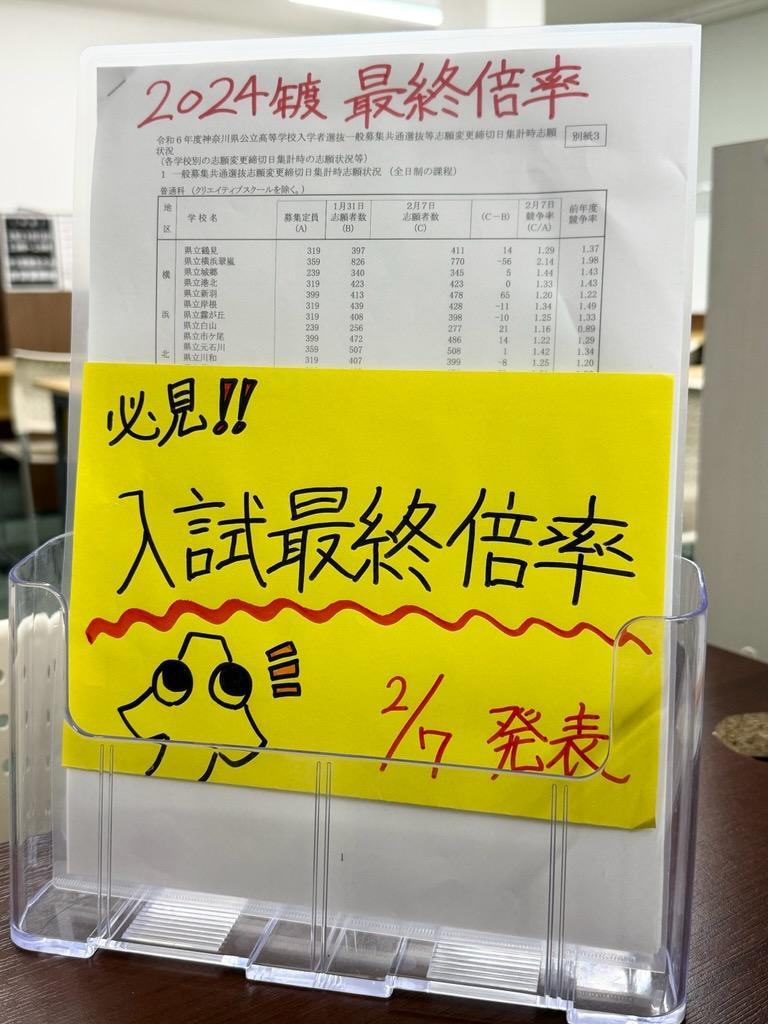 2024年度 最終倍率
令和6年度神奈川県公立高等学校入学者選抜一般募集共通選抜等志願変更締切日集計時志願状況
別紙3
(各学校別の志願変更締切日集計時の志願状況等)
1 一般募集共通選抜志願変更締切日集計時志願状況 (全日制の課程)
普通科 (クリエイティブスクールを除く。)
地区 学校名 募集定員(A) 1月31日志願者数(B) 2月7日志願者数(C) (C-B) 2月7日競争率(C/A) 前年度競争率
県立鶴見 319 397 411 14 1.29 1.37
県立横浜翠嵐 359 826 770 -56 2.14 1.98
横 県立城郷 239 340 345 5 1.44 1.43
県立港北 319 423 423 0 1.33 1.43
県立新羽 399 413 478 65 1.20 1.22
浜 県立岸根 319 439 428 -11 1.34 1.49
県立霧が丘 319 408 398 -10 1.25 1.33
県立白山 239 256 277 21 1.16 0.89
県立市ケ尾 399 472 486 14 1.22 1.29
北 県立元石川 359 507 508 1 1.42 1.34
県立川和 319 407 399 -8 1.25 1.20
必見!!
入試最終倍率
2/7 発表
1